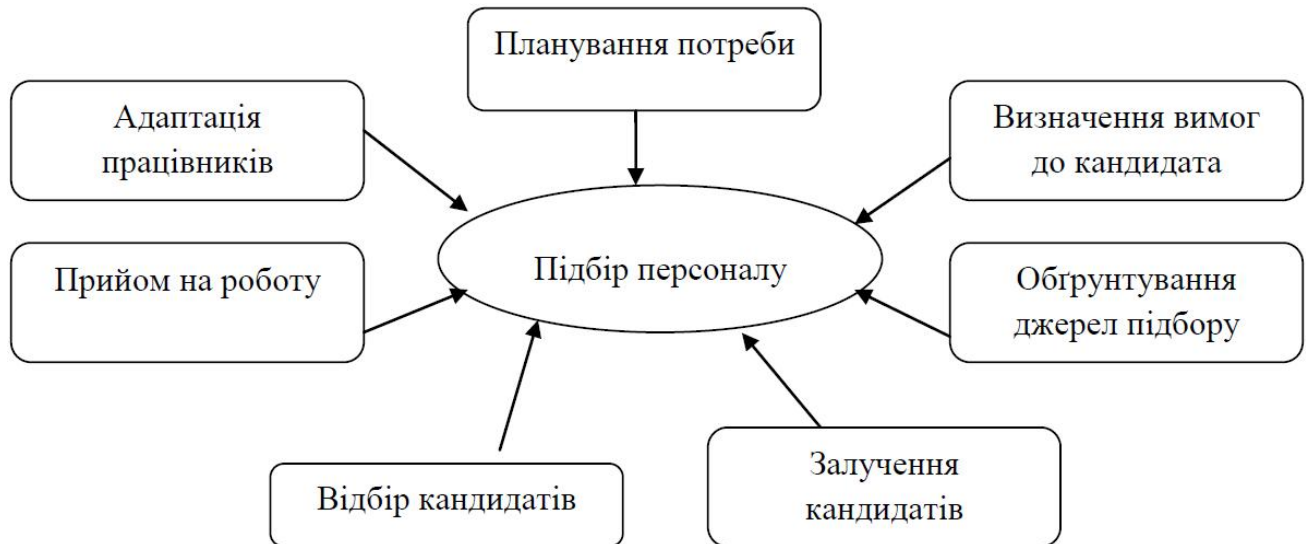 Планування потреби
Адаптація
працівників
Визначення вимог
до кандидата
Підбір персоналу
Прийом на роботу
Обґрунтування
джерел підбору
Відбір кандидатів
Залучення
кандидатів